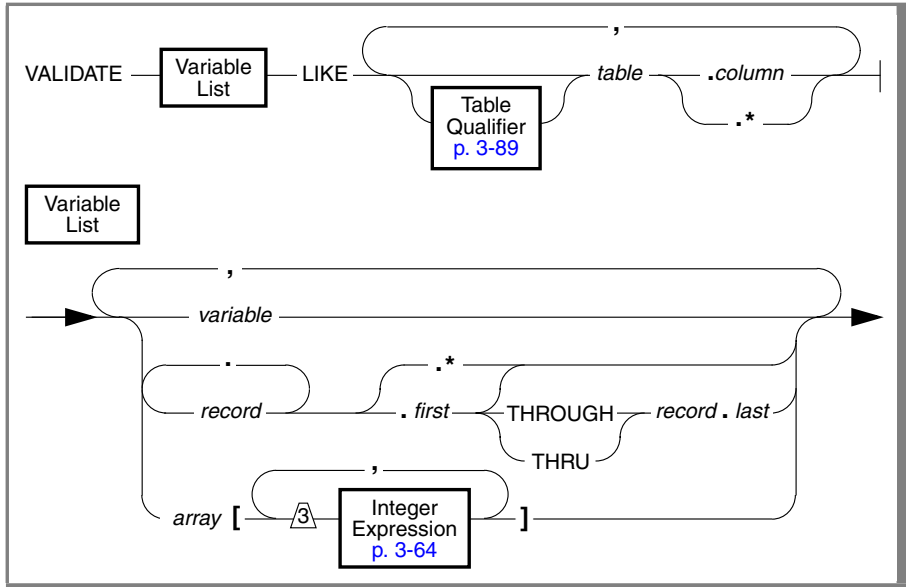 ,
VALIDATE Variable List LIKE table .column
Table Qualifier p. 3-89
.*
Variable List
,
variable
. .*
record . first THROUGH record . last
THRU
,
array [ 3 Integer Expression p. 3-64 ]